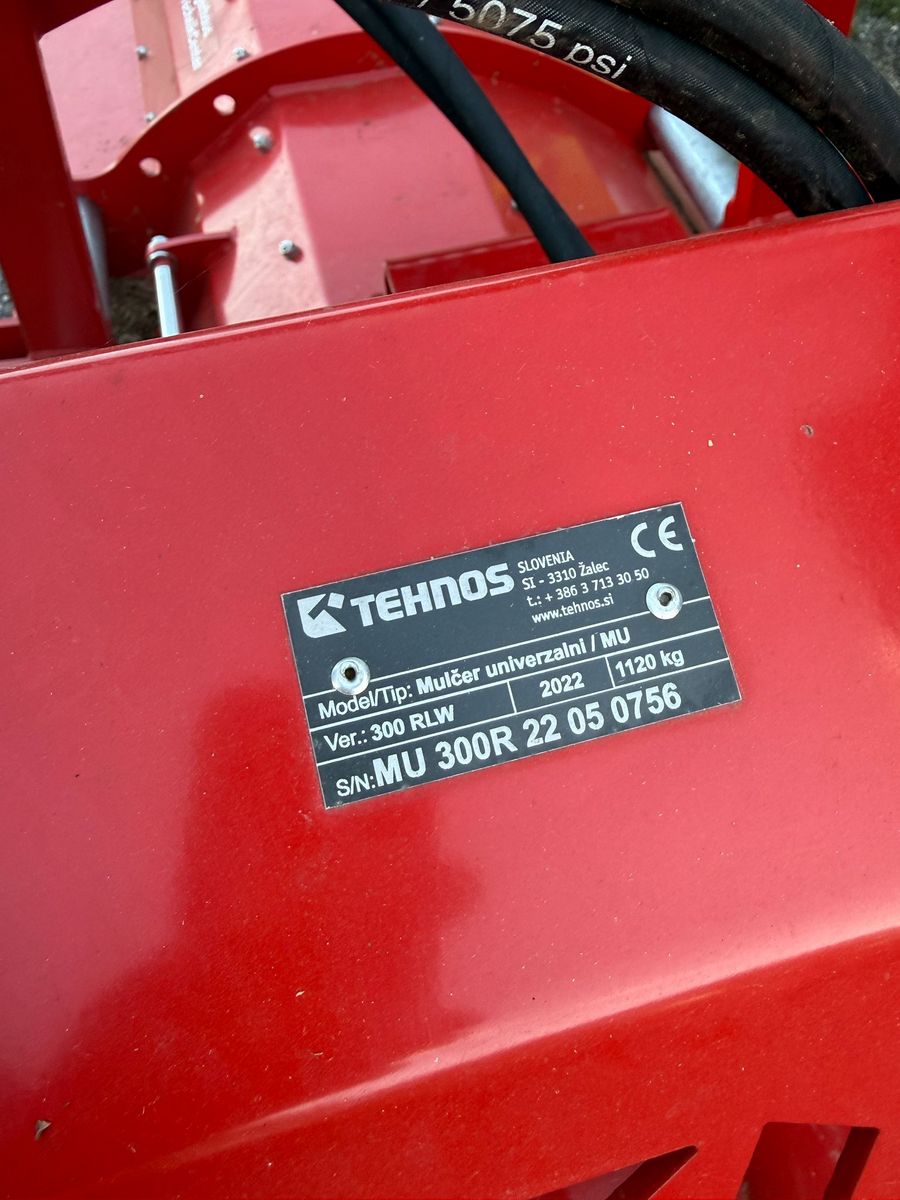 5075 psi
TEHNOS
SLOVENIA
SI - 3310 Žalec
t.: + 386 3 713 30 50
www.tehnos.si
CE
Model/Tip: Mulčer univerzalni / MU
Ver.: 300 RLW 2022 1120 kg
S/N: MU 300R 22 05 0756